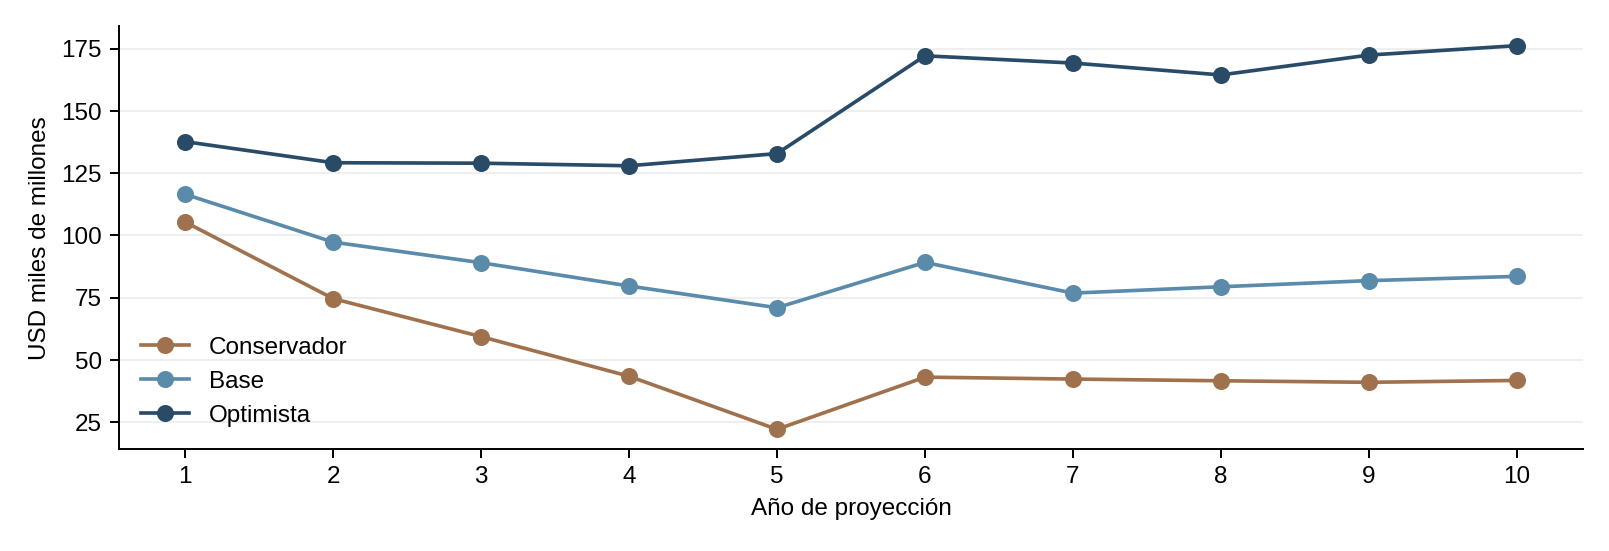 175
150
125
100
75
50
25
USD miles de millones
Conservador
Base
Optimista
1 2 3 4 5 6 7 8 9 10
Año de proyección